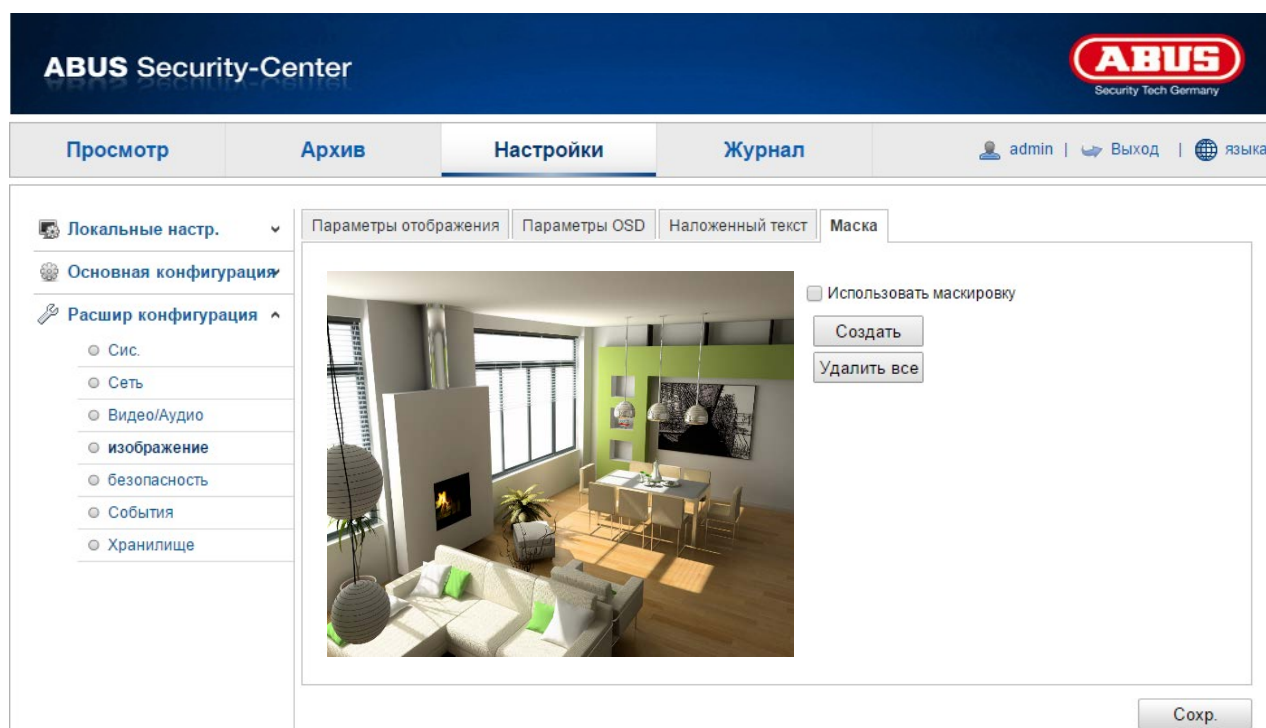 ABUS Security-Center
ABUS
Security Tech Germany
Просмотр
Архив
Настройки
Журнал
admin | Выход | языка
Локальные настр.
Основная конфигурация
Расшир конфигурация
Сис.
Сеть
Видео/Аудио
изображение
безопасность
События
Хранилище
Параметры отображения
Параметры OSD
Наложенный текст
Маска
Использовать маскировку
Создать
Удалить все
Сохр.